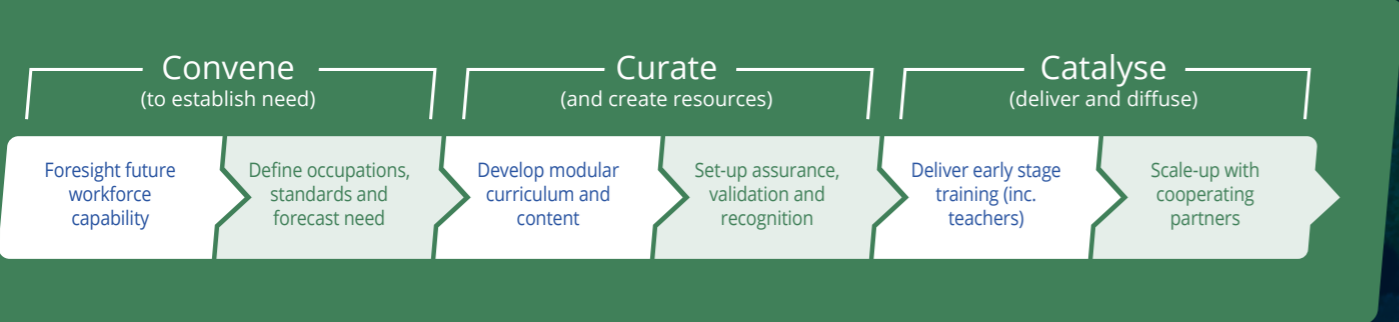 Convene
(to establish need)
Curate
(and create resources)
Catalyse
(deliver and diffuse)
Foresight future
workforce
capability
Define occupations,
standards and
forecast need
Develop modular
curriculum and
content
Set-up assurance,
validation and
recognition
Deliver early stage
training (inc.
teachers)
Scale-up with
cooperating
partners